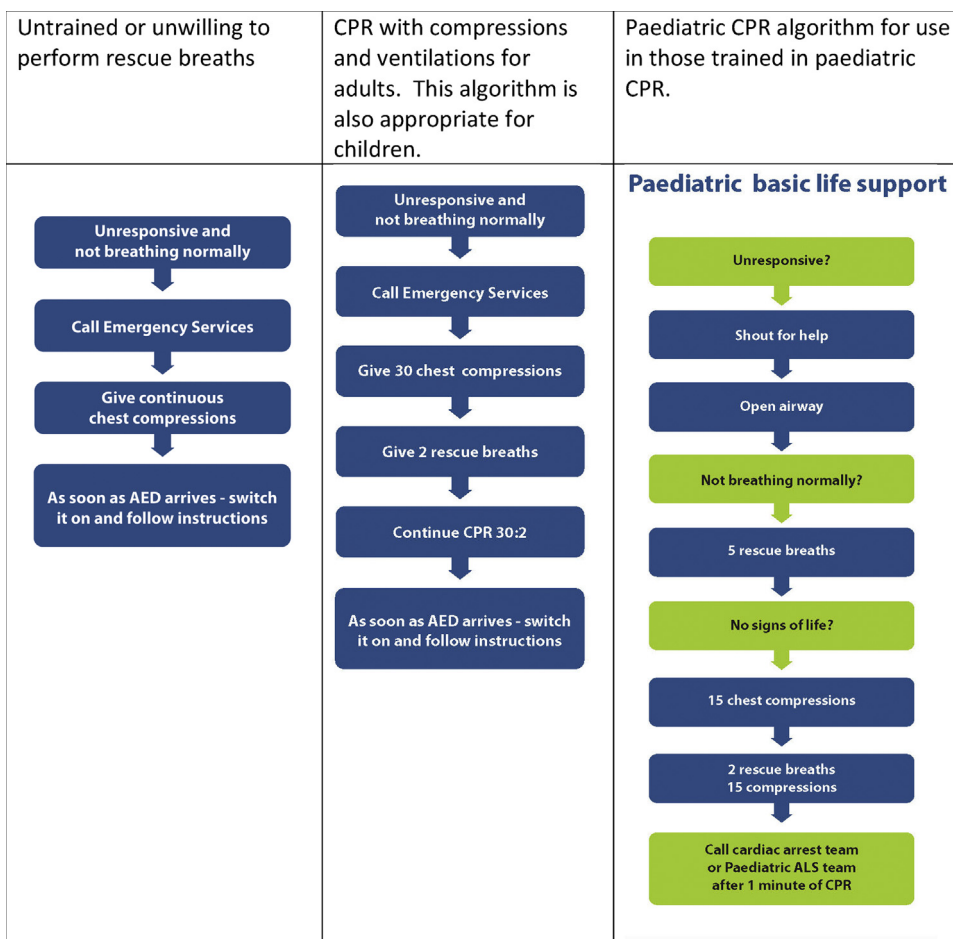 Untrained or unwilling to
perform rescue breaths
CPR with compressions
and ventilations for
adults.  This algorithm is
also appropriate for
children.
Paediatric CPR algorithm for use
in those trained in paediatric
CPR.
Unresponsive and
not breathing normally
Call Emergency Services
Give continuous
chest compressions
As soon as AED arrives - switch
it on and follow instructions
Unresponsive and
not breathing normally
Call Emergency Services
Give 30 chest compressions
Give 2 rescue breaths
Continue CPR 30:2
As soon as AED arrives - switch
it on and follow instructions
Paediatric basic life support
Unresponsive?
Shout for help
Open airway
Not breathing normally?
5 rescue breaths
No signs of life?
15 chest compressions
2 rescue breaths
15 compressions
Call cardiac arrest team
or Paediatric ALS team
after 1 minute of CPR